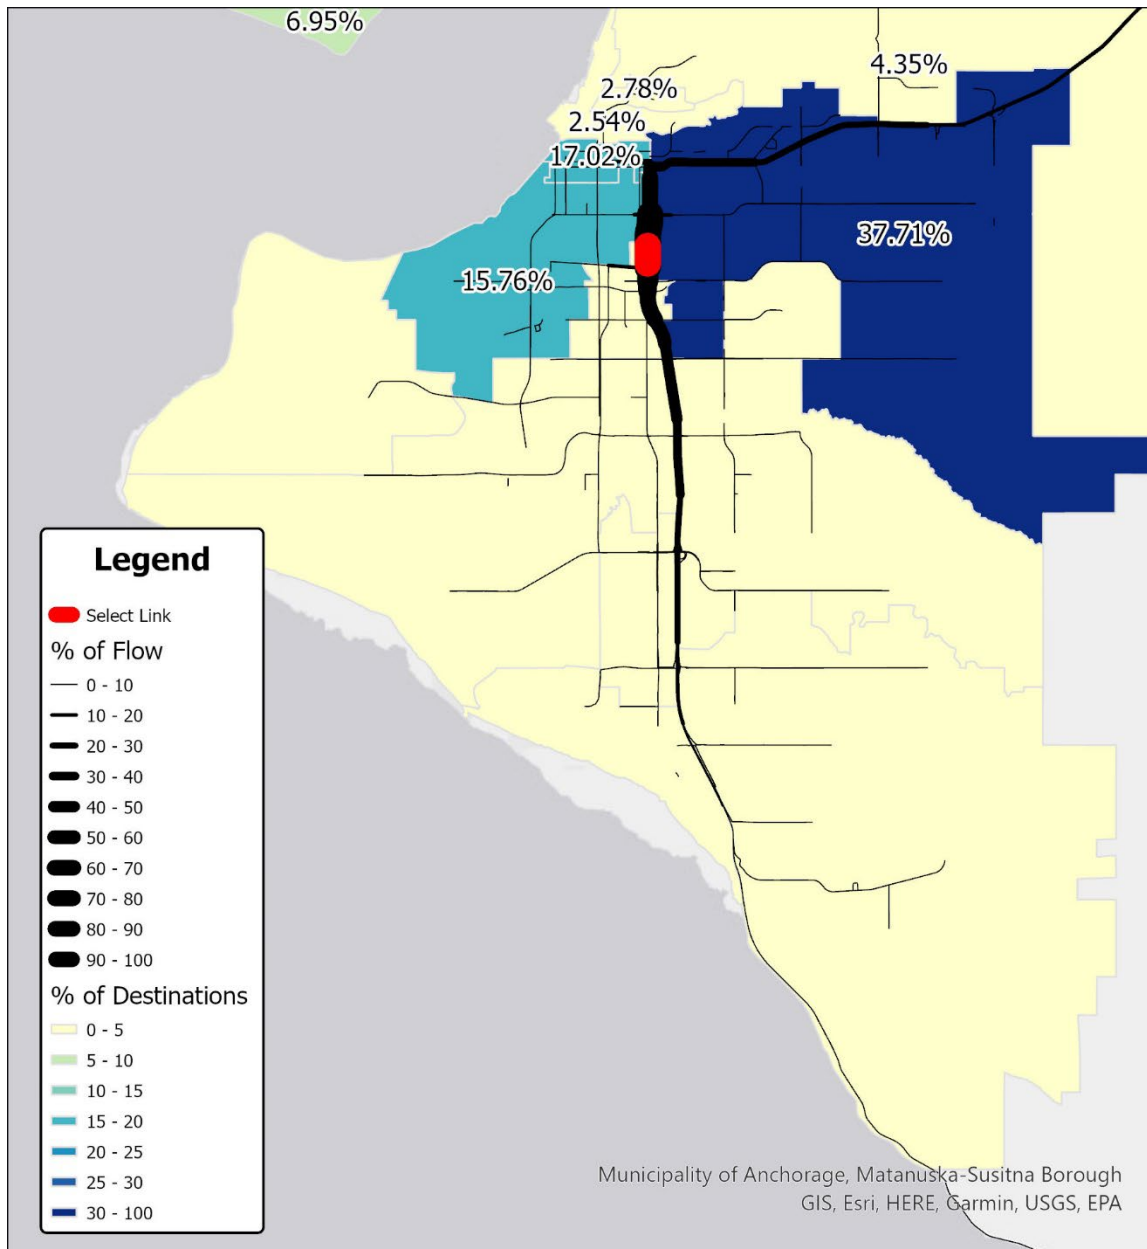 6.95%
4.35%
2.78%
2.54%
17.02%
37.71%
15.76%
Legend
Select Link
% of Flow
0 - 10
10 - 20
20 - 30
30 - 40
40 - 50
50 - 60
60 - 70
70 - 80
80 - 90
90 - 100
% of Destinations
0 - 5
5 - 10
10 - 15
15 - 20
20 - 25
25 - 30
30 - 100
Municipality of Anchorage, Matanuska-Susitna Borough
GIS, Esri, HERE, Garmin, USGS, EPA